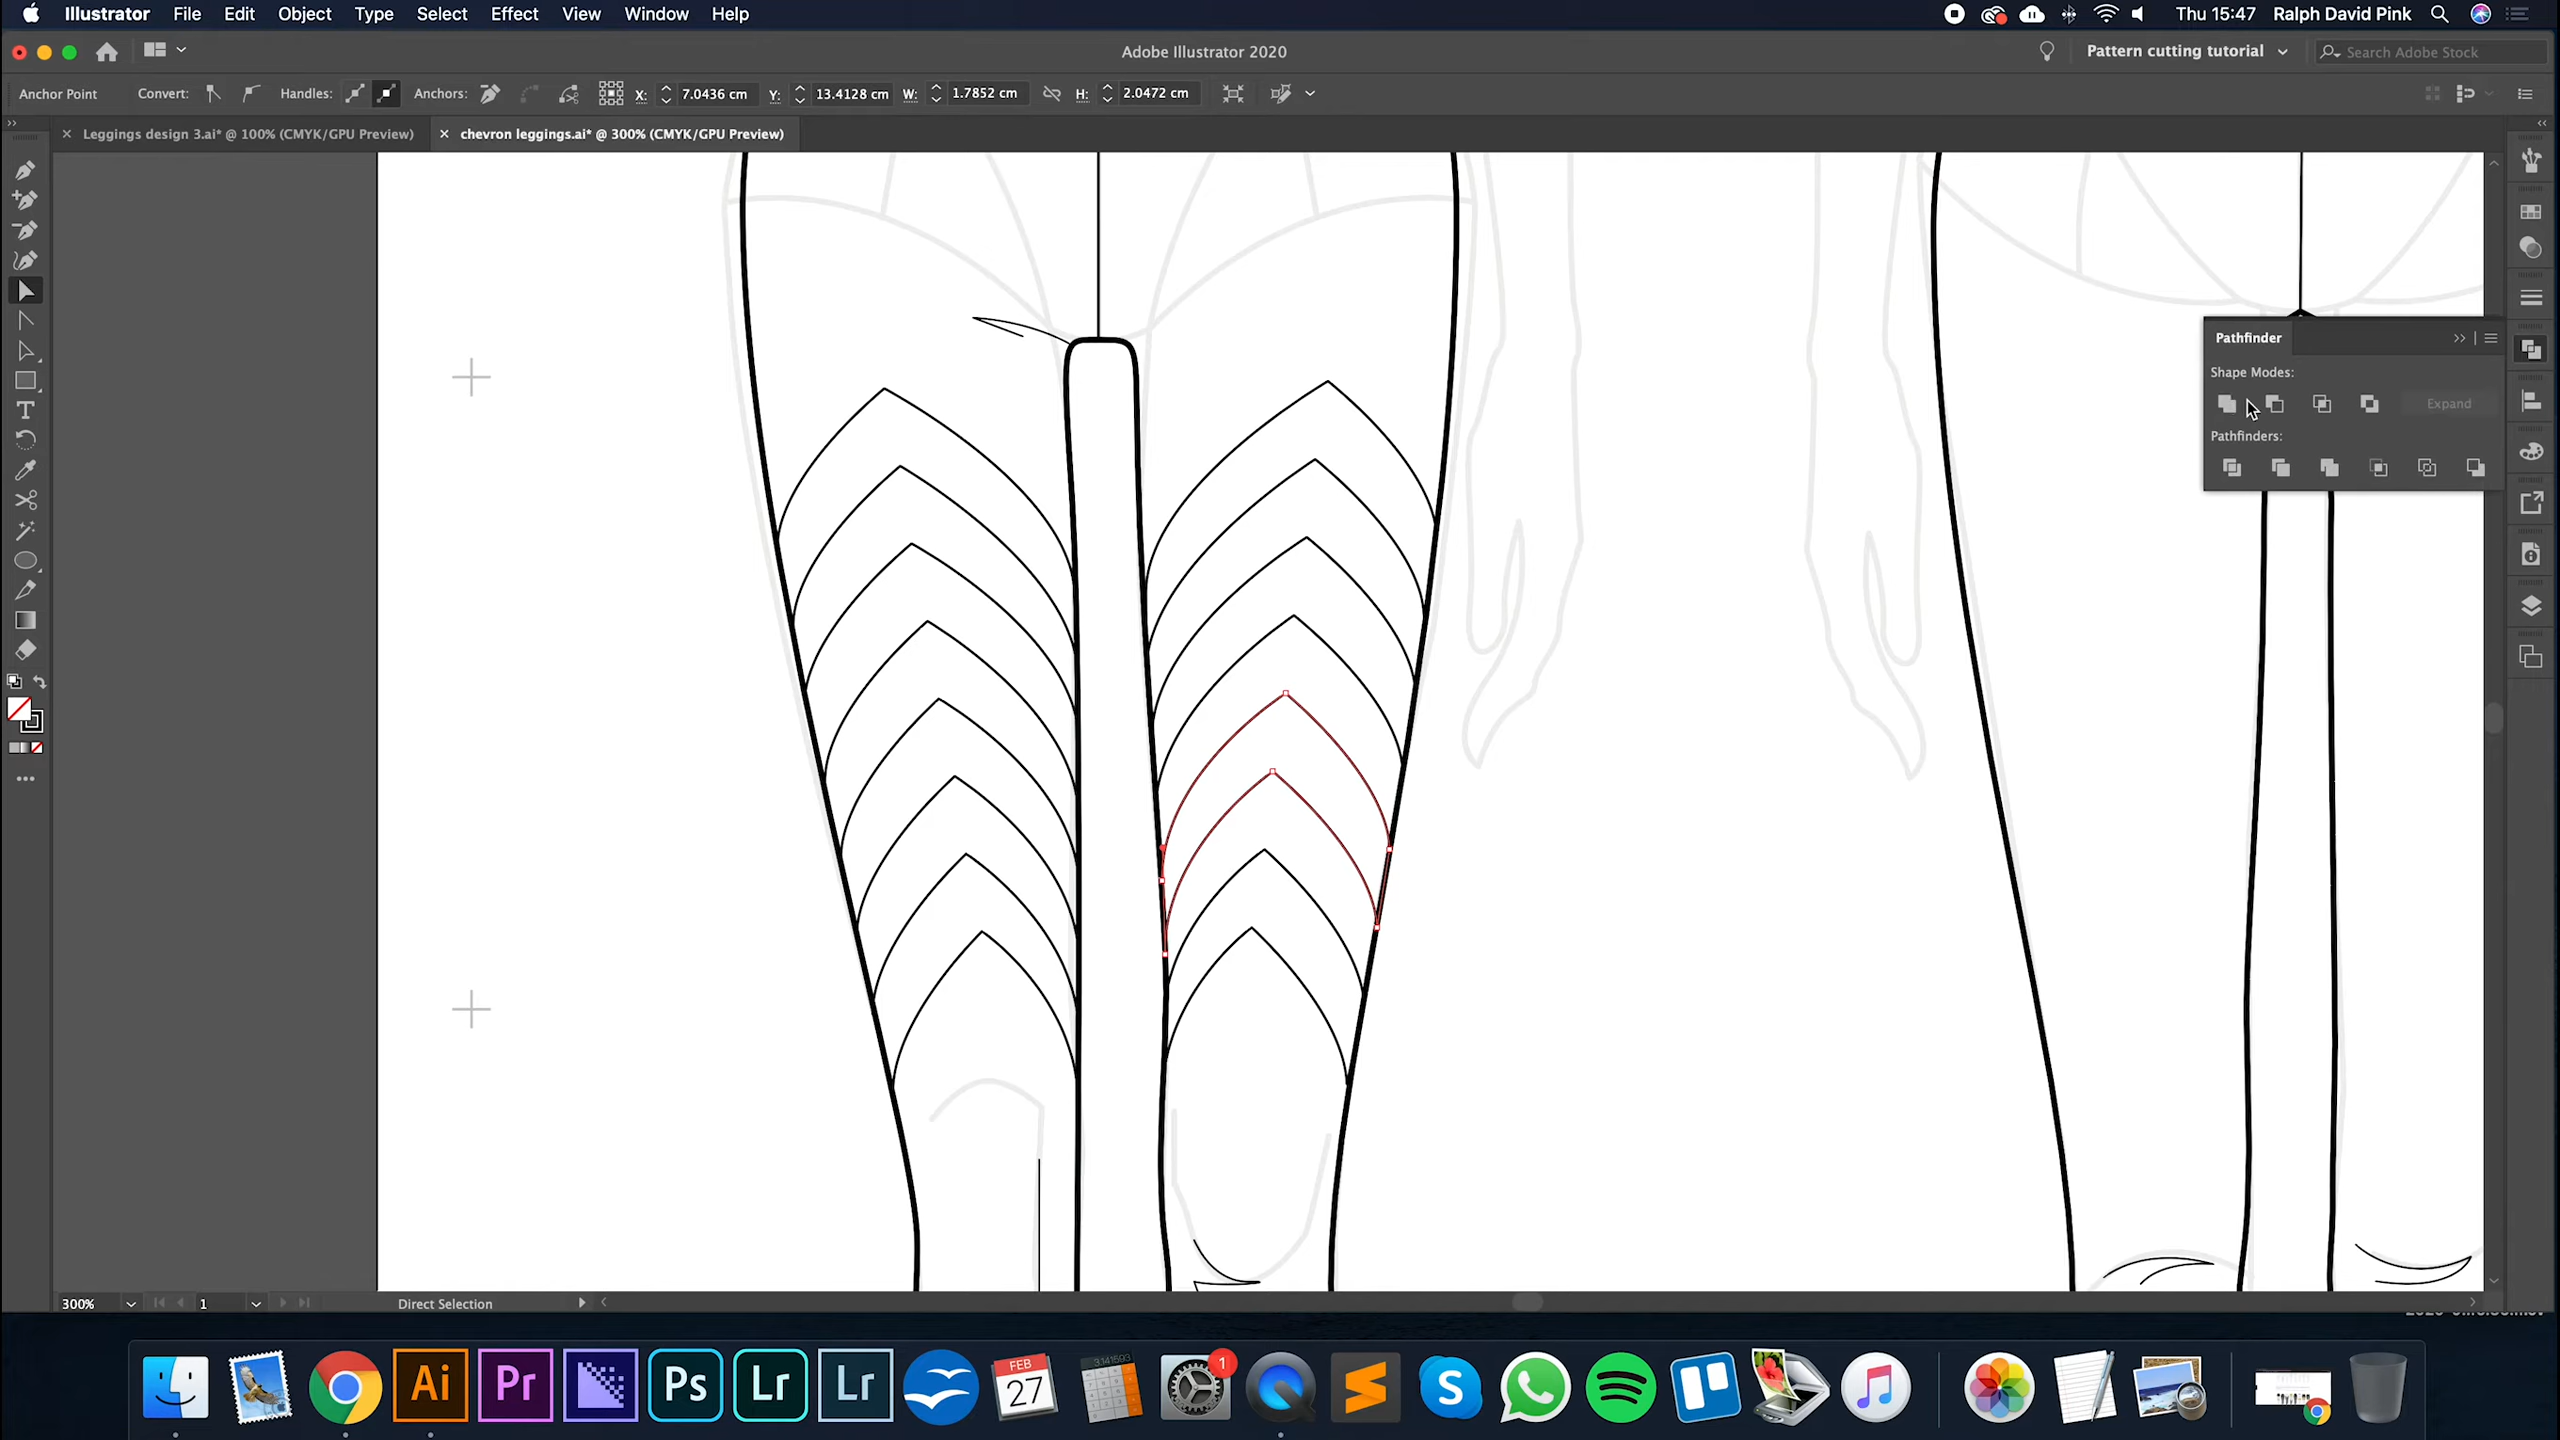 Illustrator File Edit Object Type Select Effect View Window Help Thu 15:47 Ralph David Pink
Adobe Illustrator 2020 Pattern cutting tutorial Search Adobe Stock
Anchor Point Convert: Handles: Anchors: X: 7.0436 cm Y: 13.4128 cm W: 1.7852 cm H: 2.0472 cm
Leggings design 3.ai* @ 100% (CMYK/GPU Preview) chevron leggings.ai* @ 300% (CMYK/GPU Preview)
Pathfinder
Shape Modes:
Expand
Pathfinders:
300% 1 Direct Selection
Ai Pr Ps Lr Lr FEB 27 3.141593 1 S